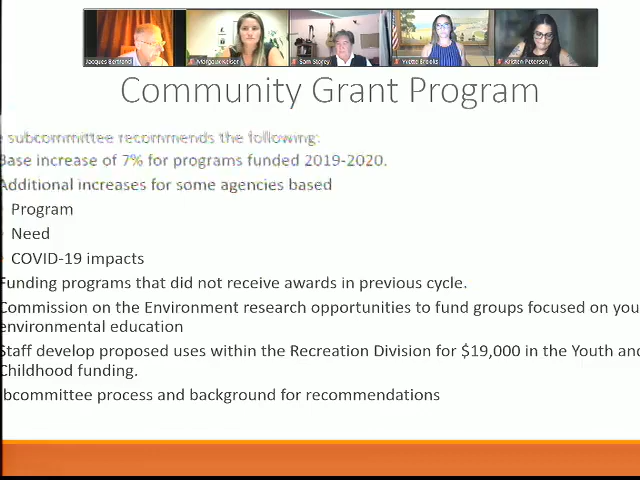 Jacques Bertrand
Margaux Keiser
Sam Storey
Yvette Brooks
Kristen Petersen
Community Grant Program
subcommittee recommends the following:
Base increase of 7% for programs funded 2019-2020.
Additional increases for some agencies based
Program
Need
COVID-19 impacts
Funding programs that did not receive awards in previous cycle.
Commission on the Environment research opportunities to fund groups focused on you
environmental education
Staff develop proposed uses within the Recreation Division for $19,000 in the Youth and
Childhood funding.
bcommittee process and background for recommendations